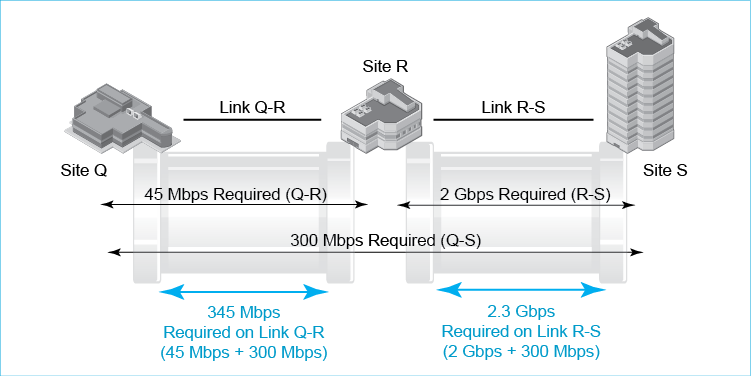 Site R
Link Q-R
Link R-S
Site Q
Site S
45 Mbps Required (Q-R)
2 Gbps Required (R-S)
300 Mbps Required (Q-S)
345 Mbps
Required on Link Q-R
(45 Mbps + 300 Mbps)
2.3 Gbps
Required on Link R-S
(2 Gbps + 300 Mbps)